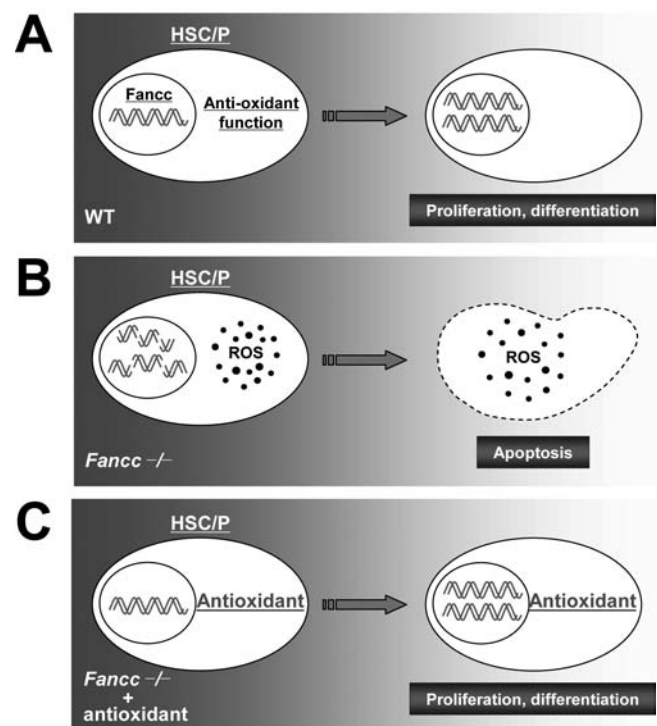 A
HSC/P
Fancc
Anti-oxidant
function
WT
Proliferation, differentiation
B
HSC/P
ROS
ROS
Fancc –/–
Apoptosis
C
HSC/P
Antioxidant
Antioxidant
Fancc –/–
+
antioxidant
Proliferation, differentiation